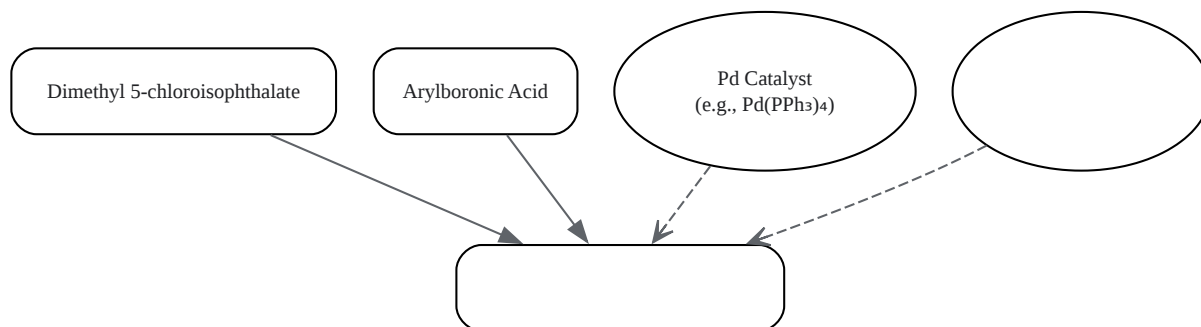 Dimethyl 5-chloroisophthalate
Arylboronic Acid
Pd Catalyst
(e.g., Pd(PPh₃)₄)